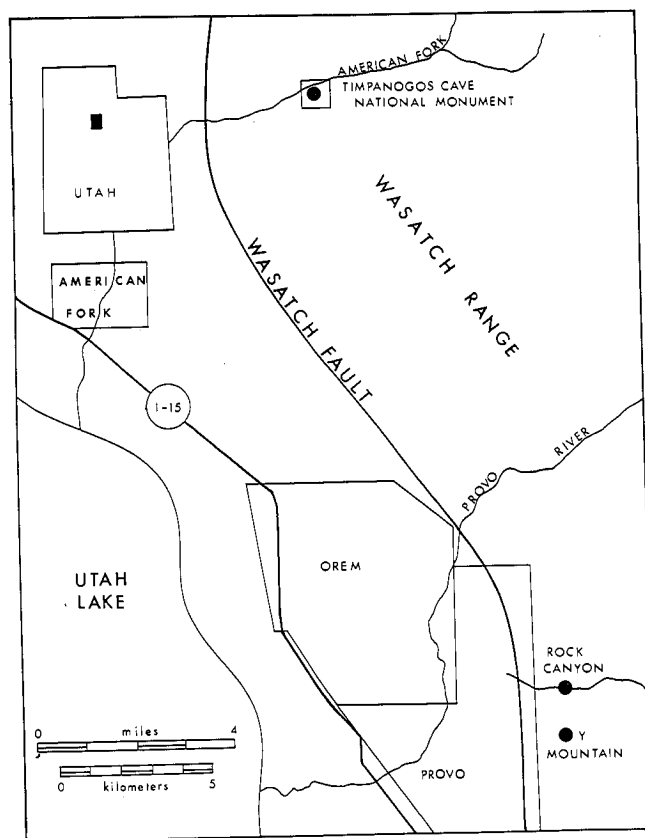 AMERICAN FORK
TIMPANOGOS CAVE
NATIONAL MONUMENT
UTAH
WASATCH RANGE
WASATCH FAULT
AMERICAN
FORK
I-15
PROVO RIVER
OREM
UTAH
LAKE
ROCK
CANYON
Y
MOUNTAIN
PROVO
0 miles 4
0 kilometers 5